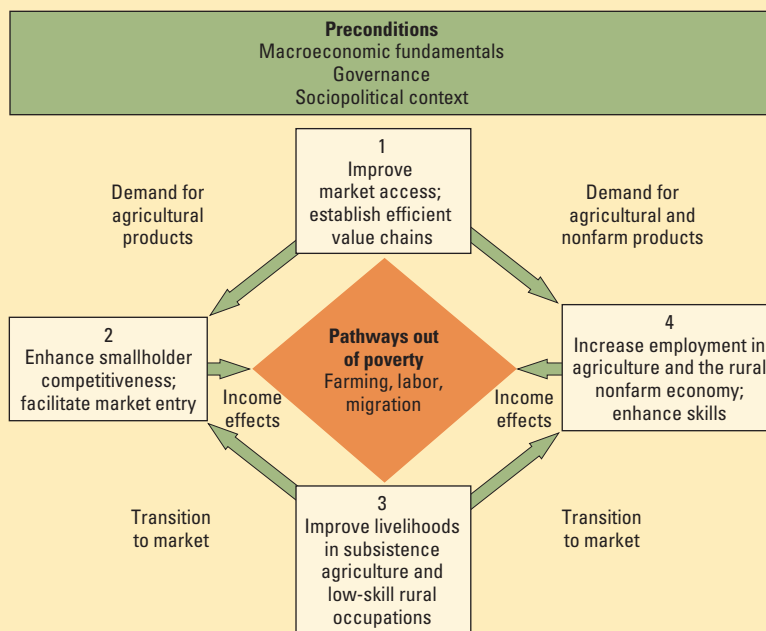 Preconditions
Macroeconomic fundamentals
Governance
Sociopolitical context
1
Improve
market access;
establish efficient
value chains
Demand for
agricultural
products
Demand for
agricultural and
nonfarm products
2
Enhance smallholder
competitiveness;
facilitate market entry
Pathways out
of poverty
Farming, labor,
migration
4
Increase employment in
agriculture and the rural
nonfarm economy;
enhance skills
Income
effects
Income
effects
Transition
to market
3
Improve livelihoods
in subsistence
agriculture and
low-skill rural
occupations
Transition
to market